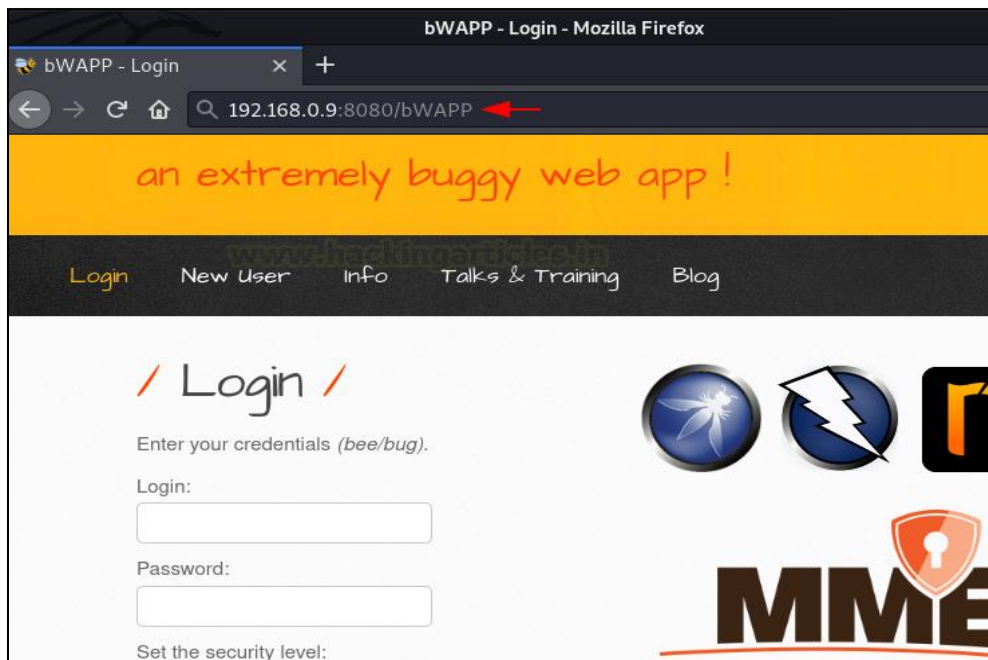 bWAPP - Login - Mozilla Firefox
bWAPP - Login × +
192.168.0.9:8080/bWAPP
an extremely buggy web app !
www.hackingarticles.in
Login New User Info Talks & Training Blog
/ Login /
Enter your credentials (bee/bug).
Login:
Password:
Set the security level:
MME